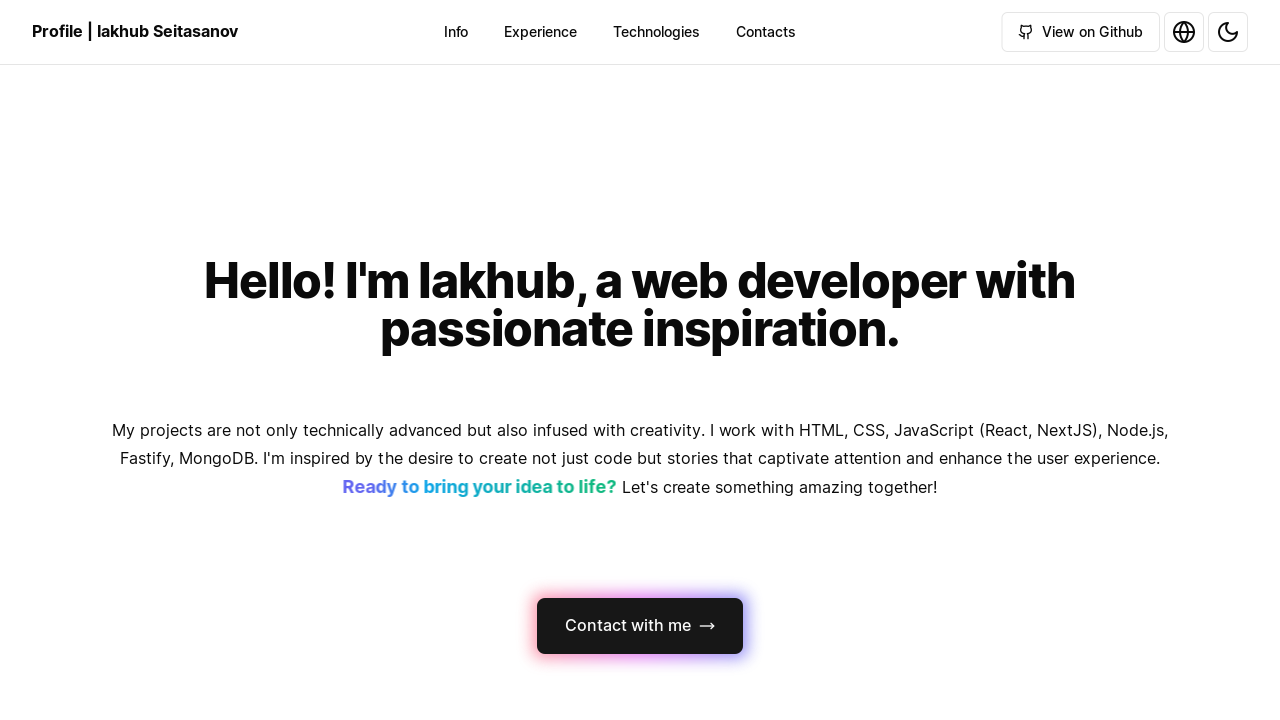 Profile | Iakhub Seitasanov
Info
Experience
Technologies
Contacts
View on Github
Hello! I'm Iakhub, a web developer with
passionate inspiration.
My projects are not only technically advanced but also infused with creativity. I work with HTML, CSS, JavaScript (React, NextJS), Node.js,
Fastify, MongoDB. I'm inspired by the desire to create not just code but stories that captivate attention and enhance the user experience.
Ready to bring your idea to life? Let's create something amazing together!
Contact with me →